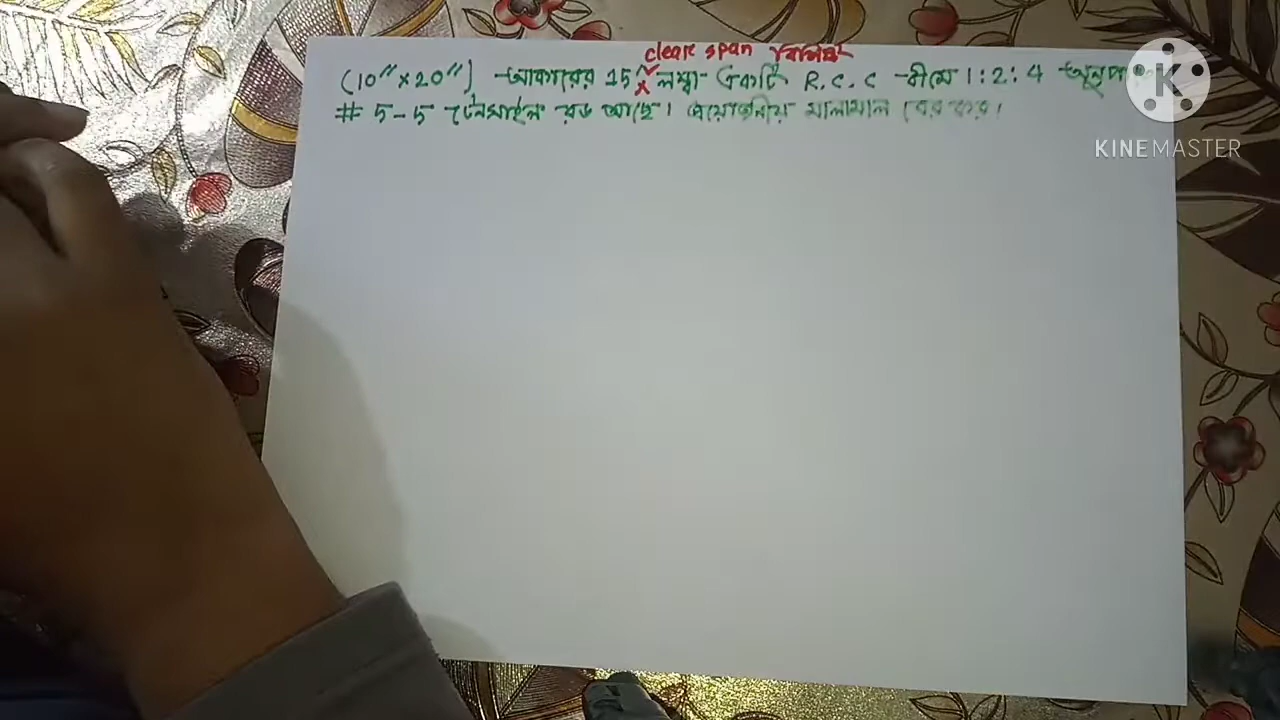 clear span বিশিষ্ট
(10"×20") আকারের 15' লম্বা একটি R.C.C বীমে 1:2:4
# 5-5 টেনসাইল রড আছে। প্রয়োজনীয় মালামাল বের কর।
KINEMASTER